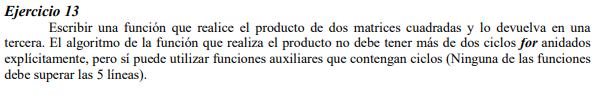 Ejercicio 13
Escribir una función que realice el producto de dos matrices cuadradas y lo devuelva en una
tercera. El algoritmo de la función que realiza el producto no debe tener más de dos ciclos for anidados
explícitamente, pero sí puede utilizar funciones auxiliares que contengan ciclos (Ninguna de las funciones
debe superar las 5 líneas).